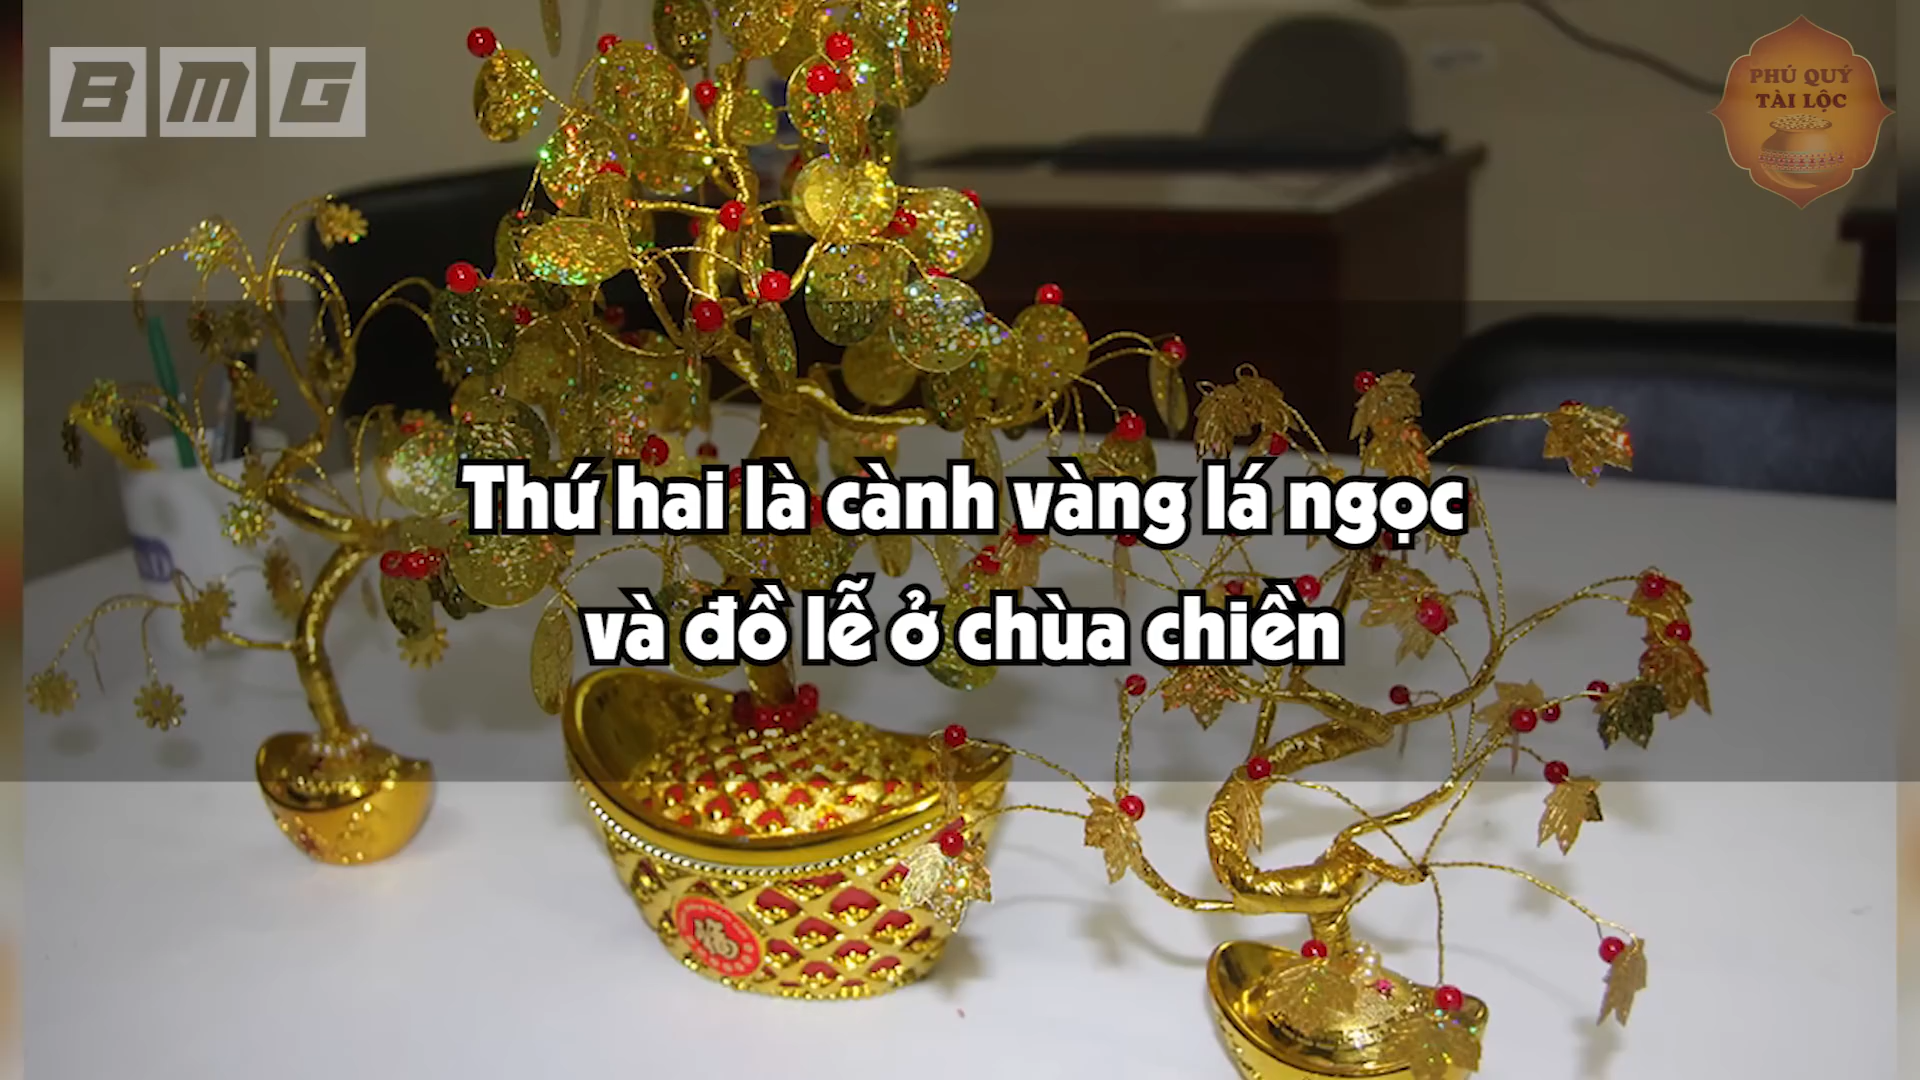 BMG
PHÚ QUÝ
TÀI LỘC
Thứ hai là cành vàng lá ngọc
và đồ lễ ở chùa chiền